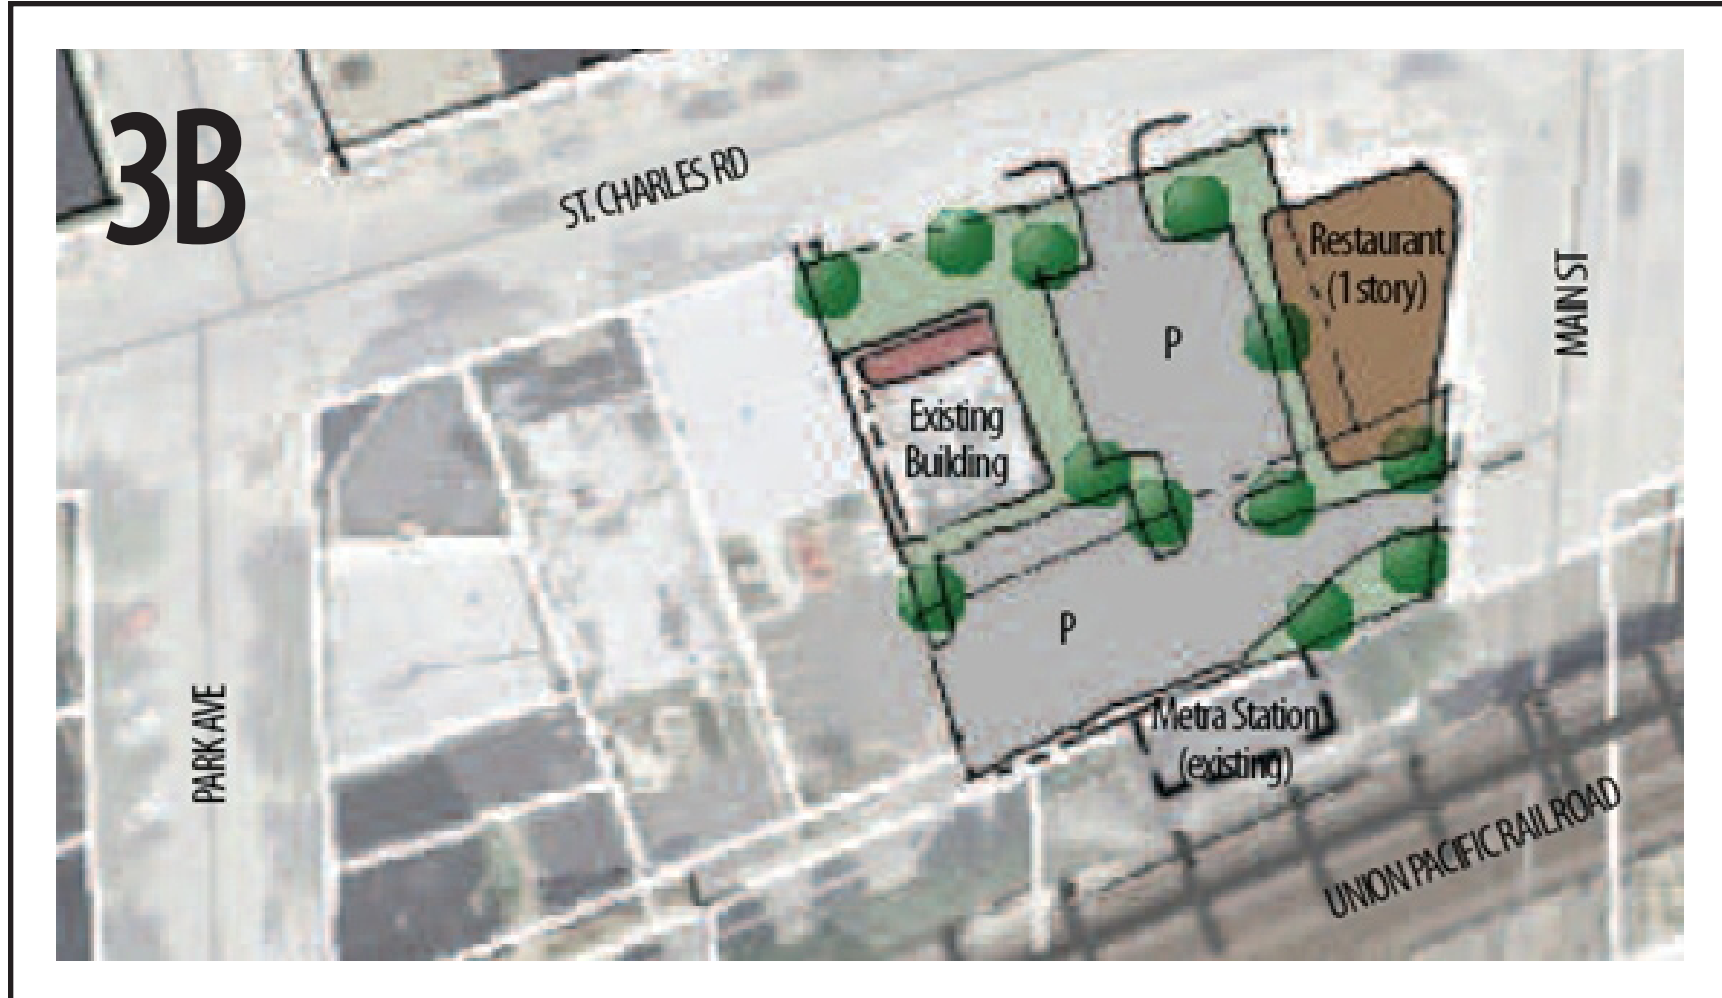 3B
ST. CHARLES RD
Restaurant
(1 story)
MAIN ST
P
Existing
Building
P
PARK AVE
Metra Station
(existing)
UNION PACIFIC RAILROAD